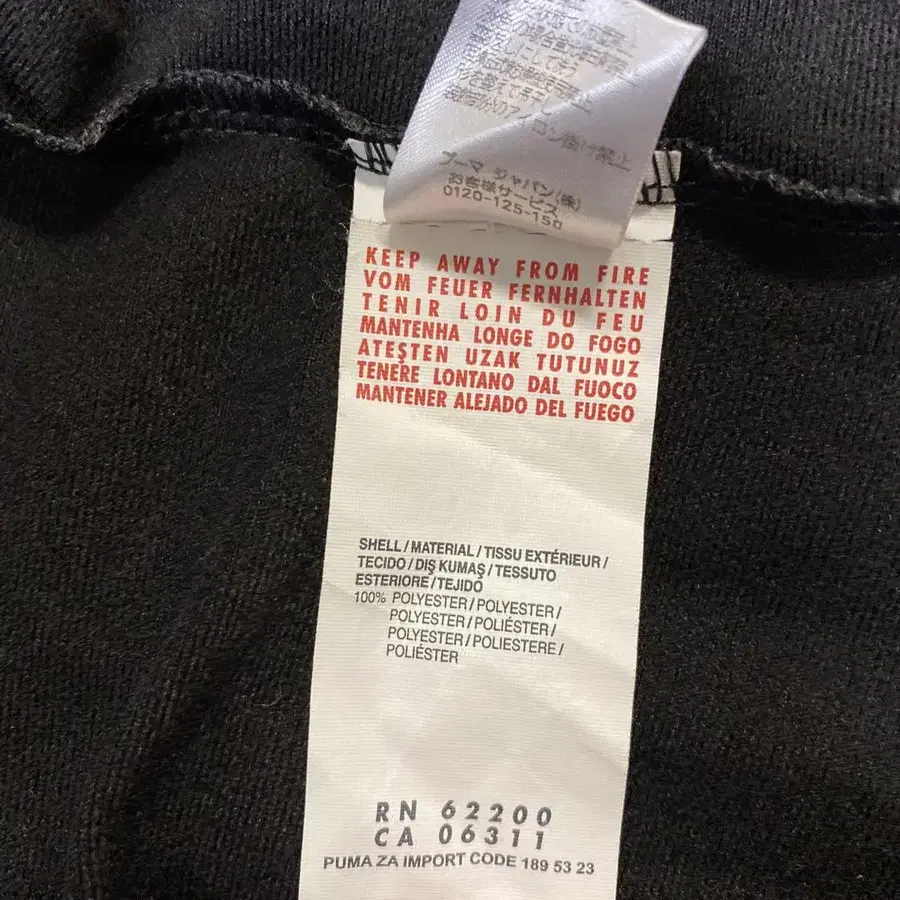 プーマ ジャパン(株)
お客様サービス
0120-125-150
KEEP AWAY FROM FIRE
VOM FEUER FERNHALTEN
TENIR LOIN DU FEU
MANTENHA LONGE DO FOGO
ATEŞTEN UZAK TUTUNUZ
TENERE LONTANO DAL FUOCO
MANTENER ALEJADO DEL FUEGO
SHELL / MATERIAL / TISSU EXTÉRIEUR /
TECIDO / DIŞ KUMAŞ / TESSUTO
ESTERIORE / TEJIDO
100% POLYESTER / POLYESTER /
POLYESTER / POLIÉSTER /
POLYESTER / POLIESTERE /
POLIÉSTER
RN 62200
CA 06311
PUMA ZA IMPORT CODE 189 53 23